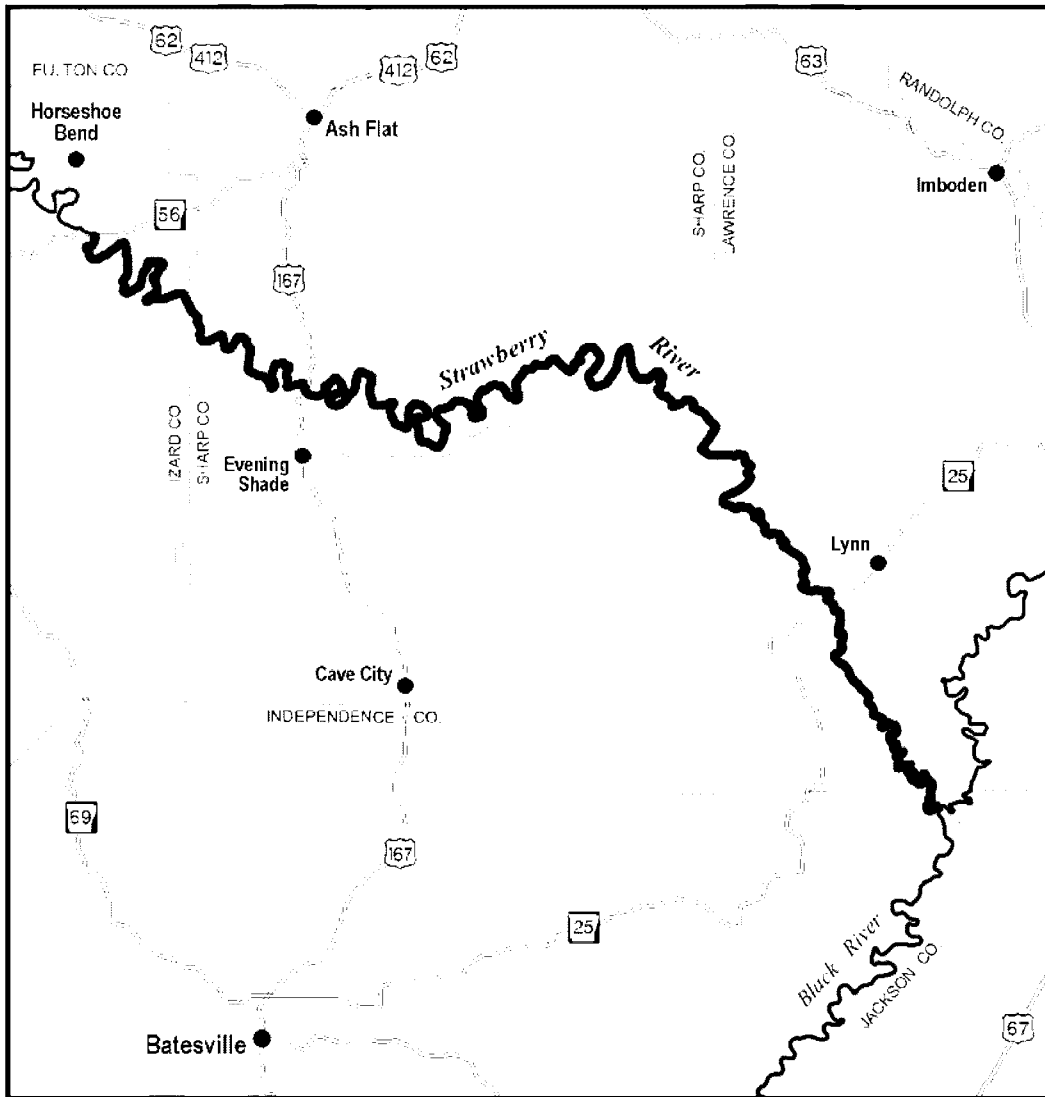 62
412
412
62
63
FULTON CO
RANDOLPH CO.
Horseshoe
Bend
Ash Flat
Imboden
SHARP CO.
LAWRENCE CO.
56
167
Strawberry
River
IZARD CO
SHARP CO
Evening
Shade
25
Lynn
Cave City
INDEPENDENCE CO.
69
167
25
Black River
JACKSON CO.
67
Batesville